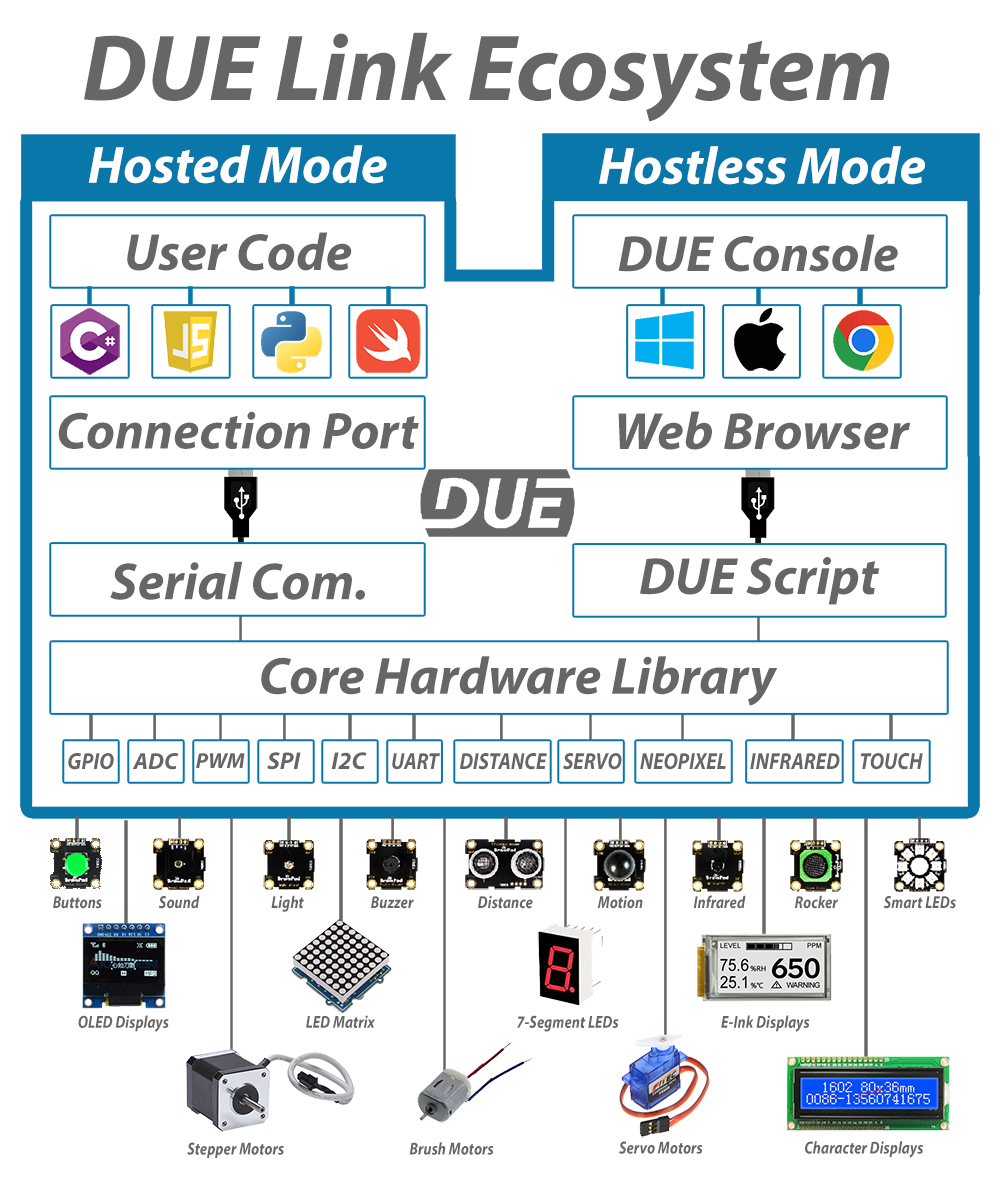 DUE Link Ecosystem
Hosted Mode
Hostless Mode
User Code
DUE Console
C#
JS
Connection Port
Web Browser
DUE
Serial Com.
DUE Script
Core Hardware Library
GPIO
ADC
PWM
SPI
I2C
UART
DISTANCE
SERVO
NEOPIXEL
INFRARED
TOUCH
Buttons
Sound
Light
Buzzer
Distance
Motion
Infrared
Rocker
Smart LEDs
LEVEL
PPM
75.6 %RH
650
25.1 %°C
WARNING
OLED Displays
LED Matrix
8.
7-Segment LEDs
E-Ink Displays
1602 80x36mm
0086-13560741675
Stepper Motors
Brush Motors
Servo Motors
Character Displays